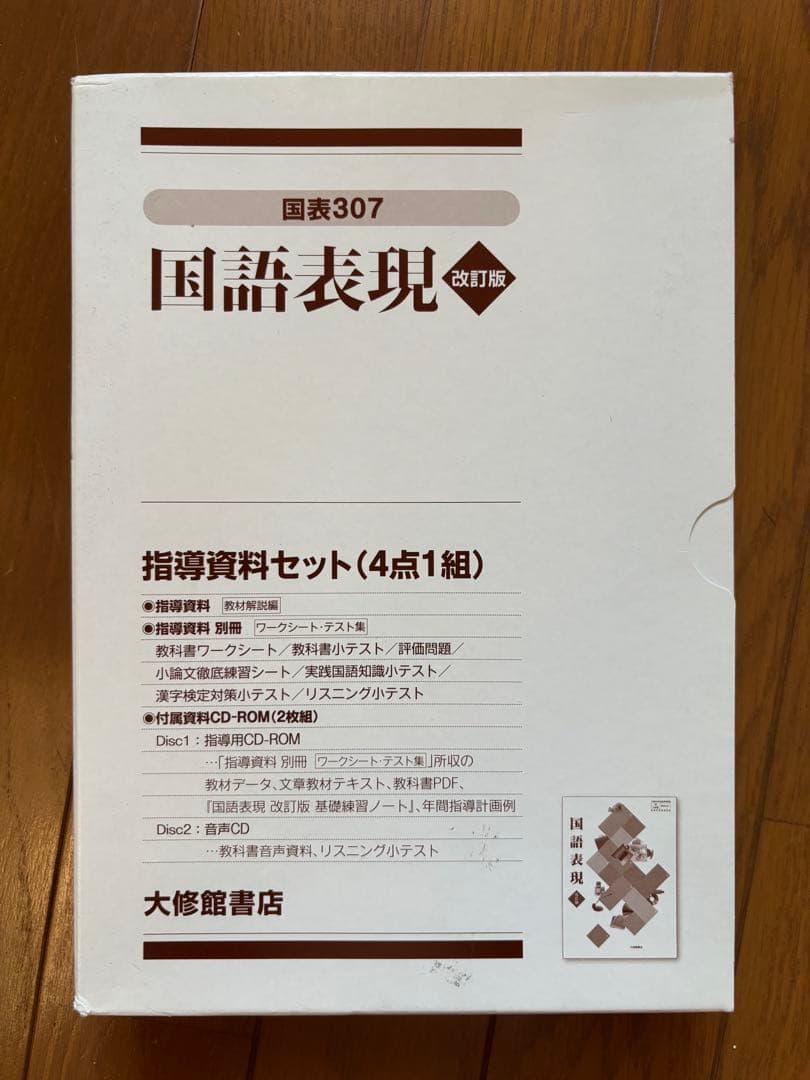 国表307
国語表現 改訂版
指導資料セット（4点1組）
◉指導資料 教材解説編
◉指導資料 別冊 ワークシート・テスト集
教科書ワークシート／教科書小テスト／評価問題／
小論文徹底練習シート／実践国語知識小テスト／
漢字検定対策小テスト／リスニング小テスト
◉付属資料CD-ROM（2枚組）
Disc1：指導用CD-ROM
…「指導資料 別冊 ワークシート・テスト集」所収の
教材データ、文章教材テキスト、教科書PDF、
『国語表現 改訂版 基礎練習ノート』、年間指導計画例
Disc2：音声CD
…教科書音声資料、リスニング小テスト
大修館書店
国語表現